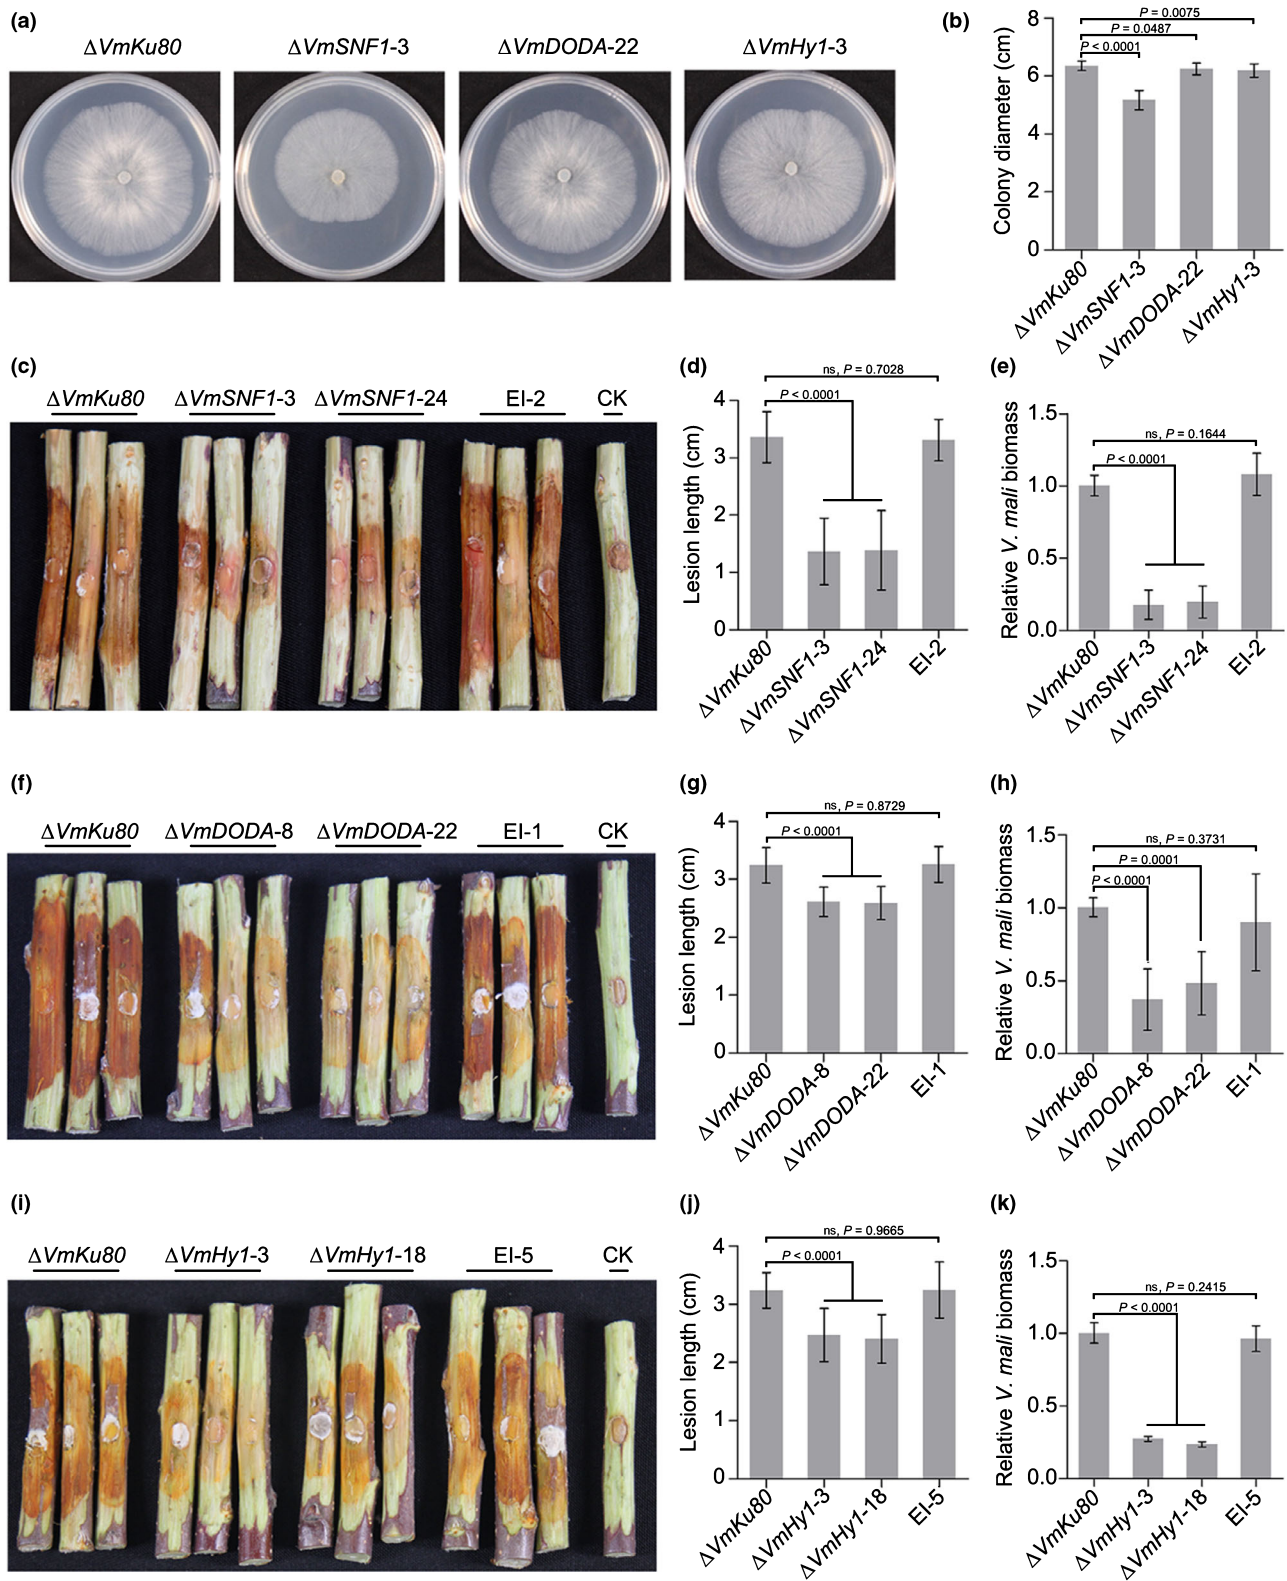 (a)
ΔVmKu80 ΔVmSNF1-3 ΔVmDODA-22 ΔVmHy1-3
(b)
P = 0.0075
P = 0.0487
P < 0.0001
Colony diameter (cm)
8
6
4
2
0
ΔVmKu80 ΔVmSNF1-3 ΔVmDODA-22 ΔVmHy1-3
(c)
ΔVmKu80 ΔVmSNF1-3 ΔVmSNF1-24 EI-2 CK
(d)
ns, P = 0.7028
P < 0.0001
Lesion length (cm)
4
3
2
1
0
ΔVmKu80 ΔVmSNF1-3 ΔVmSNF1-24 EI-2
(e)
ns, P = 0.1644
P < 0.0001
Relative V. mali biomass
1.5
1.0
0.5
0.0
ΔVmKu80 ΔVmSNF1-3 ΔVmSNF1-24 EI-2
(f)
ΔVmKu80 ΔVmDODA-8 ΔVmDODA-22 EI-1 CK
(g)
ns, P = 0.8729
P < 0.0001
Lesion length (cm)
4
3
2
1
0
ΔVmKu80 ΔVmDODA-8 ΔVmDODA-22 EI-1
(h)
ns, P = 0.3731
P = 0.0001
P < 0.0001
Relative V. mali biomass
1.5
1.0
0.5
0.0
ΔVmKu80 ΔVmDODA-8 ΔVmDODA-22 EI-1
(i)
ΔVmKu80 ΔVmHy1-3 ΔVmHy1-18 EI-5 CK
(j)
ns, P = 0.9665
P < 0.0001
Lesion length (cm)
4
3
2
1
0
ΔVmKu80 ΔVmHy1-3 ΔVmHy1-18 EI-5
(k)
ns, P = 0.2415
P < 0.0001
Relative V. mali biomass
1.5
1.0
0.5
0.0
ΔVmKu80 ΔVmHy1-3 ΔVmHy1-18 EI-5